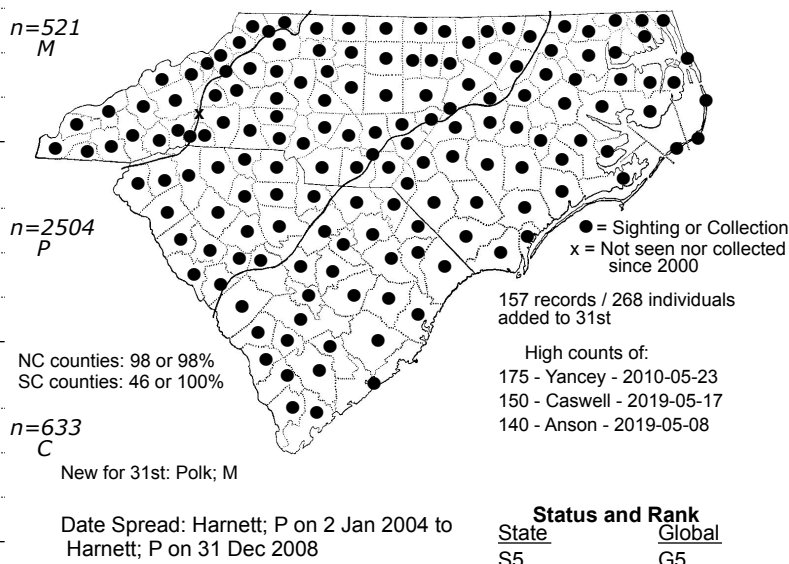 n=521
M
n=2504
P
● = Sighting or Collection
x = Not seen nor collected
since 2000
157 records / 268 individuals
added to 31st
NC counties: 98 or 98%
SC counties: 46 or 100%
High counts of:
175 - Yancey - 2010-05-23
150 - Caswell - 2019-05-17
140 - Anson - 2019-05-08
n=633
C
New for 31st: Polk; M
Date Spread: Harnett; P on 2 Jan 2004 to
Harnett; P on 31 Dec 2008
Status and Rank
State Global
S5 G5
x